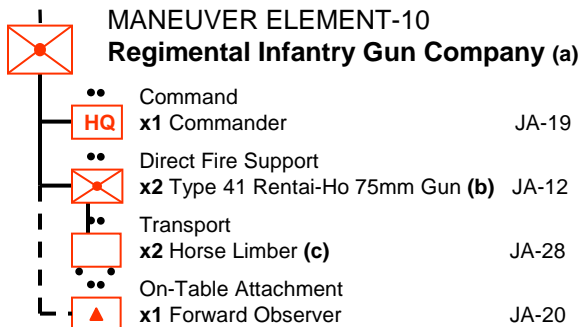 MANEUVER ELEMENT-10
Regimental Infantry Gun Company (a)
Command
HQ x1 Commander JA-19
Direct Fire Support
x2 Type 41 Rentai-Ho 75mm Gun (b) JA-12
Transport
x2 Horse Limber (c) JA-28
On-Table Attachment
x1 Forward Observer JA-20